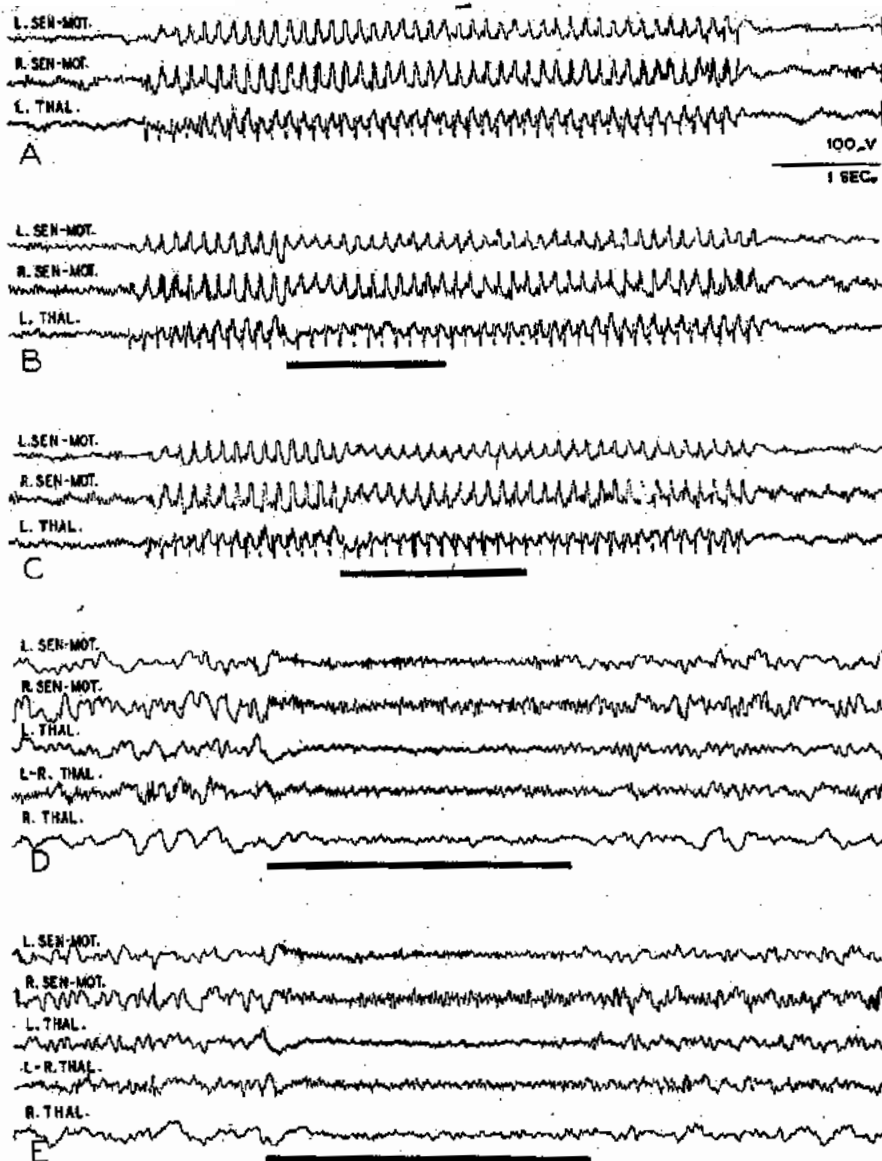 L. SEN-MOT.
R. SEN-MOT.
L. THAL.
A
100 V
1 SEC.
L. SEN-MOT.
R. SEN-MOT.
L. THAL.
B
L. SEN-MOT.
R. SEN-MOT.
L. THAL.
C
L. SEN-MOT.
R. SEN-MOT.
L. THAL.
L-R. THAL.
R. THAL.
D
L. SEN-MOT.
R. SEN-MOT.
L. THAL.
L-R. THAL.
R. THAL.
E